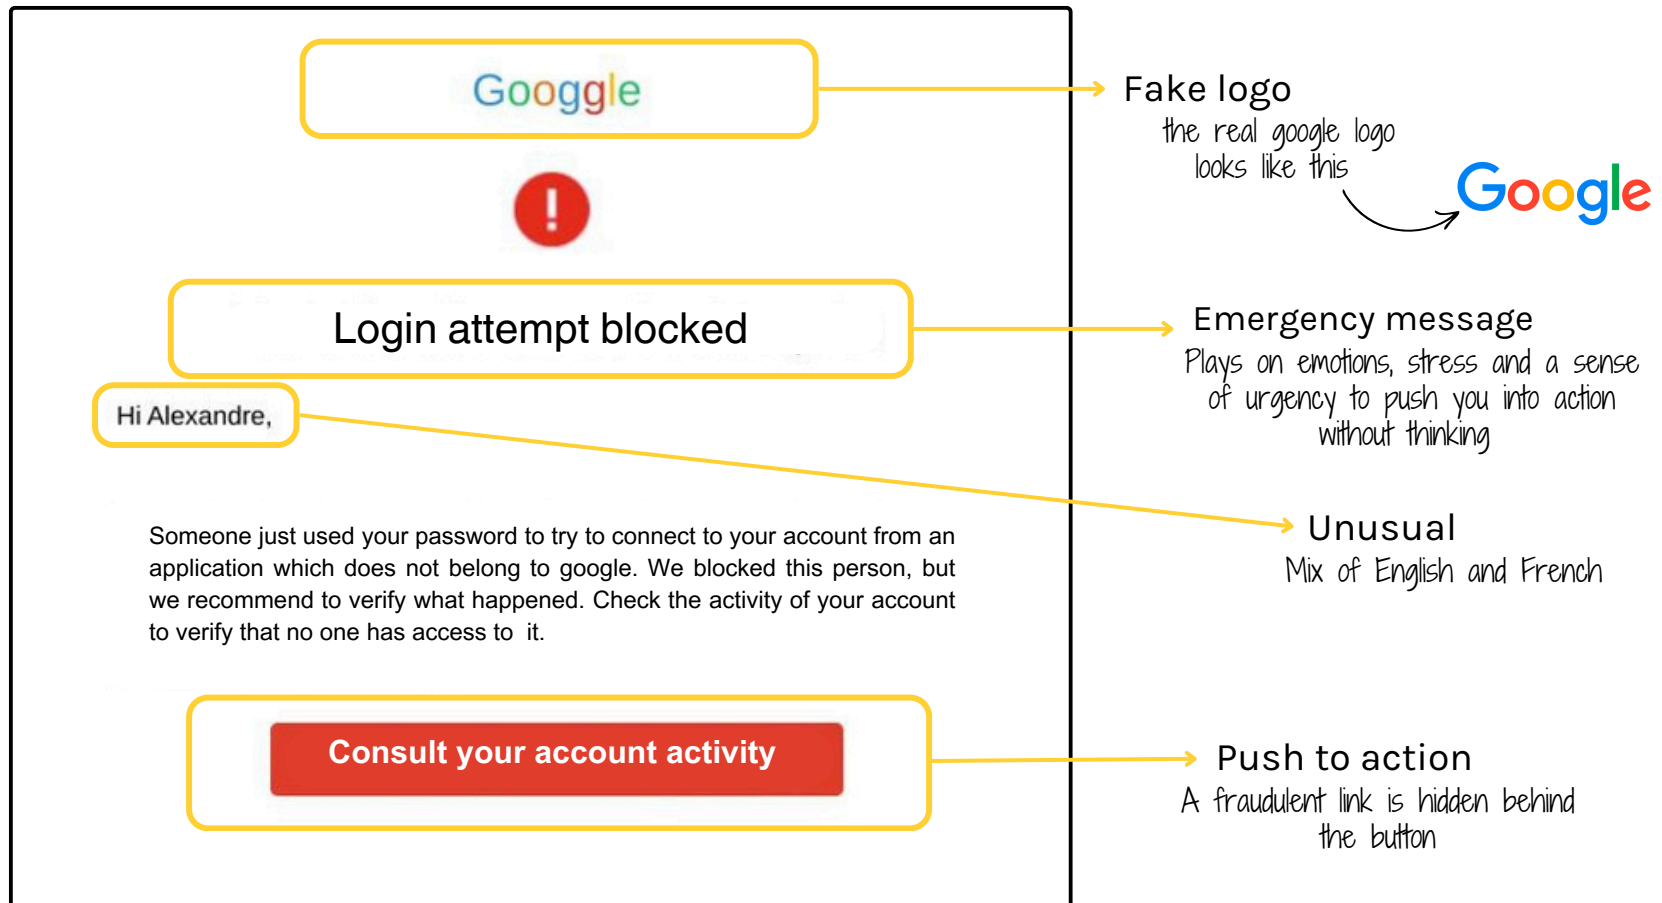 Googgle
!
Login attempt blocked
Hi Alexandre,
Someone just used your password to try to connect to your account from an
application which does not belong to google. We blocked this person, but
we recommend to verify what happened. Check the activity of your account
to verify that no one has access to it.
Consult your account activity
Fake logo
the real google logo
looks like this
Google
Emergency message
Plays on emotions, stress and a sense
of urgency to push you into action
without thinking
Unusual
Mix of English and French
Push to action
A fraudulent link is hidden behind
the button